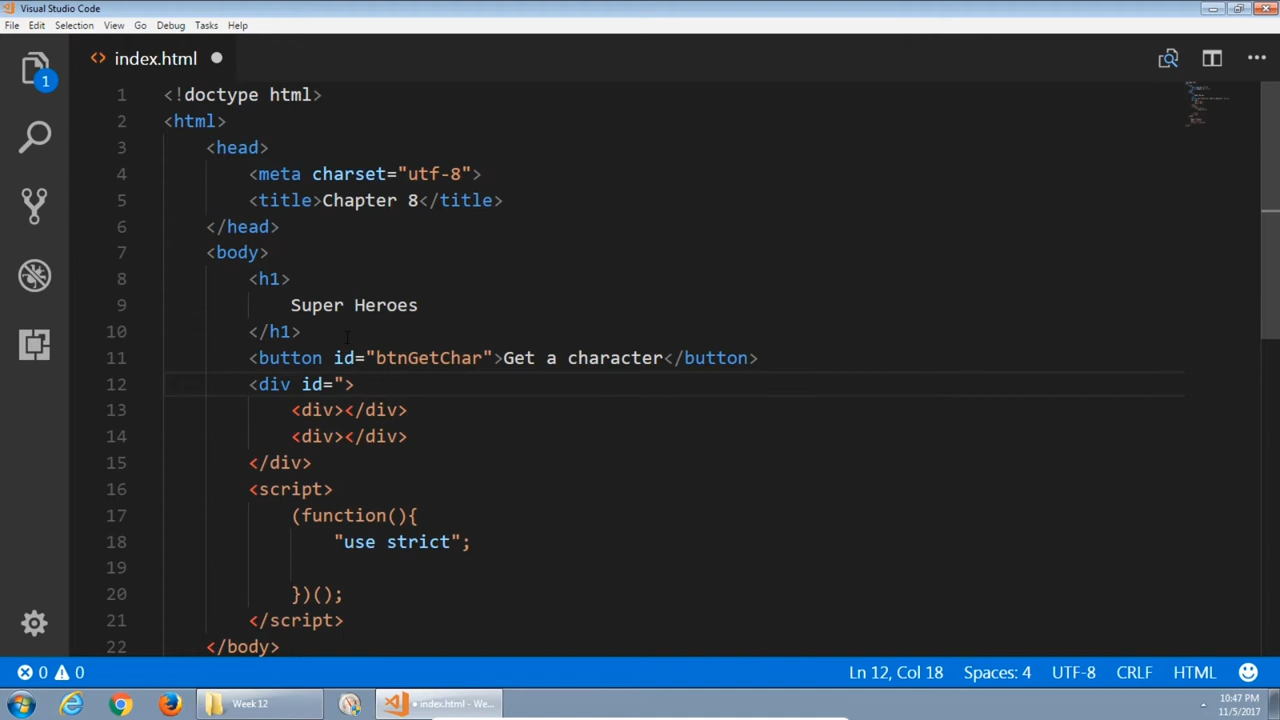 Visual Studio Code
File Edit Selection View Go Debug Tasks Help
1
<> index.html
1 <!doctype html>
2 <html>
3 <head>
4 <meta charset="utf-8">
5 <title>Chapter 8</title>
6 </head>
7 <body>
8 <h1>
9 Super Heroes
10 </h1>
11 <button id="btnGetChar">Get a character</button>
12 <div id=">
13 <div></div>
14 <div></div>
15 </div>
16 <script>
17 (function(){
18 "use strict";
19
20 })();
21 </script>
22 </body>
0 0 Ln 12, Col 18 Spaces: 4 UTF-8 CRLF HTML
Week 12 • index.html - We... 10:47 PM
11/5/2017